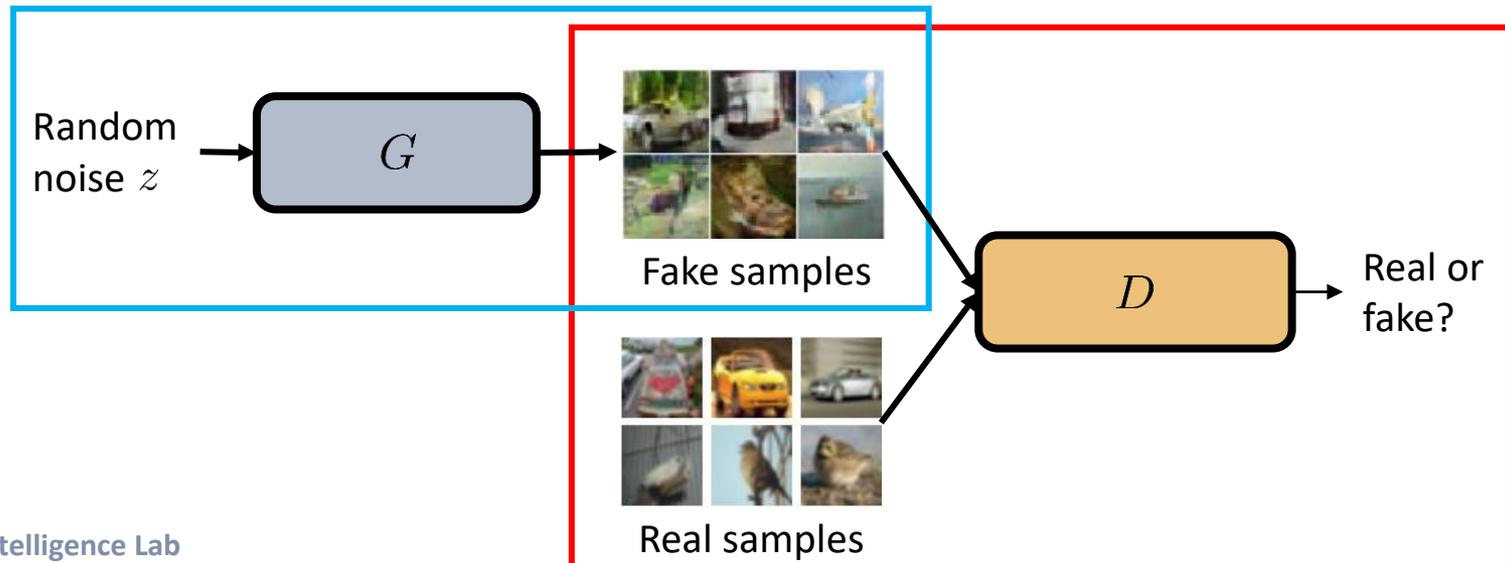 Random
noise z
G
Fake samples
D
Real or
fake?
Real samples
telligence Lab